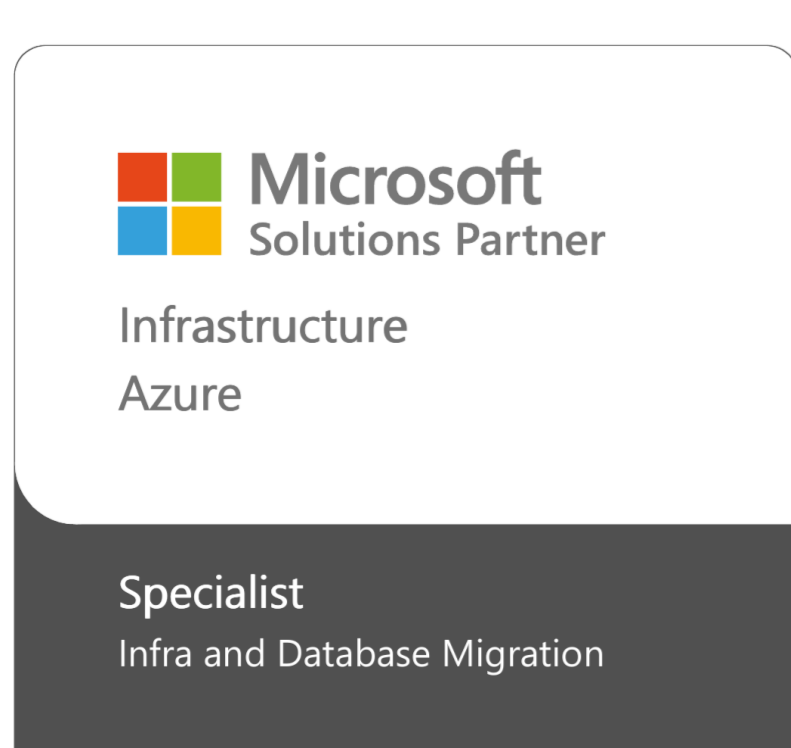 Microsoft
Solutions Partner
Infrastructure
Azure
Specialist
Infra and Database Migration